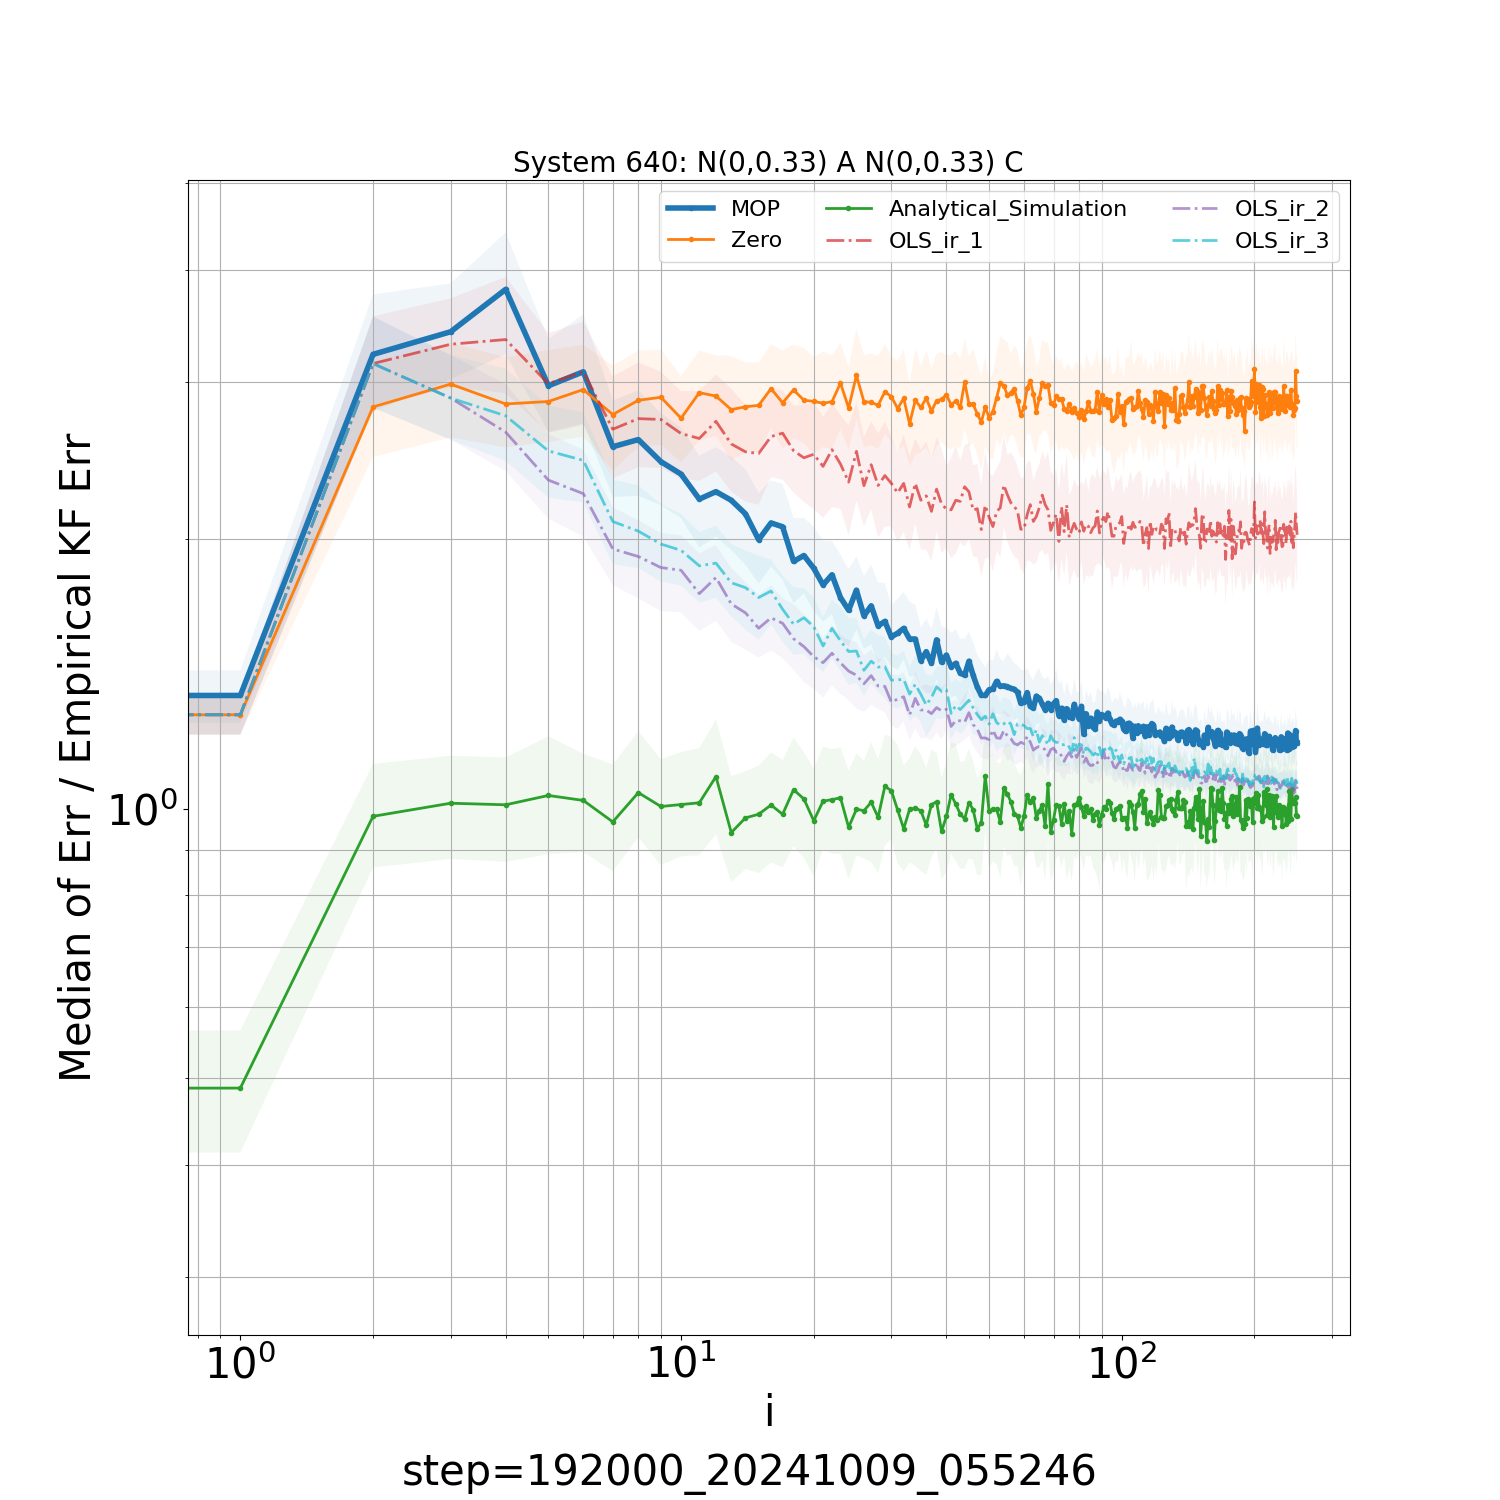 System 640: N(0,0.33) A N(0,0.33) C
MOP
Zero
Analytical_Simulation
OLS_ir_1
OLS_ir_2
OLS_ir_3
Median of Err / Empirical KF Err
10⁰
10⁰ 10¹ 10²
i
step=192000_20241009_055246